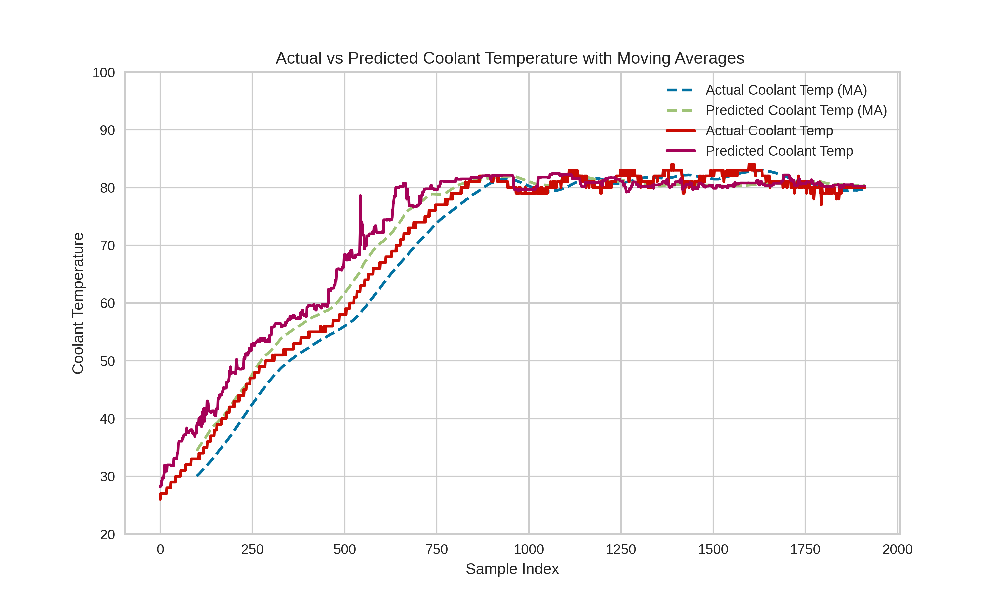 Actual vs Predicted Coolant Temperature with Moving Averages
100
90
80
70
60
50
40
30
20
Coolant Temperature
Actual Coolant Temp (MA)
Predicted Coolant Temp (MA)
Actual Coolant Temp
Predicted Coolant Temp
0 250 500 750 1000 1250 1500 1750 2000
Sample Index